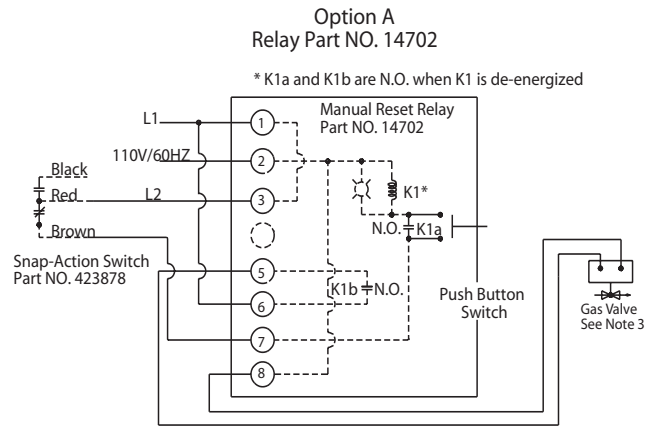 Option A
Relay Part NO. 14702
* K1a and K1b are N.O. when K1 is de-energized
Manual Reset Relay
Part NO. 14702
L1
1
110V/60HZ
2
Black
Red
L2
3
K1*
N.O.
K1a
Brown
Snap-Action Switch
Part NO. 423878
5
K1b
N.O.
6
Push Button
Switch
Gas Valve
See Note 3
7
8